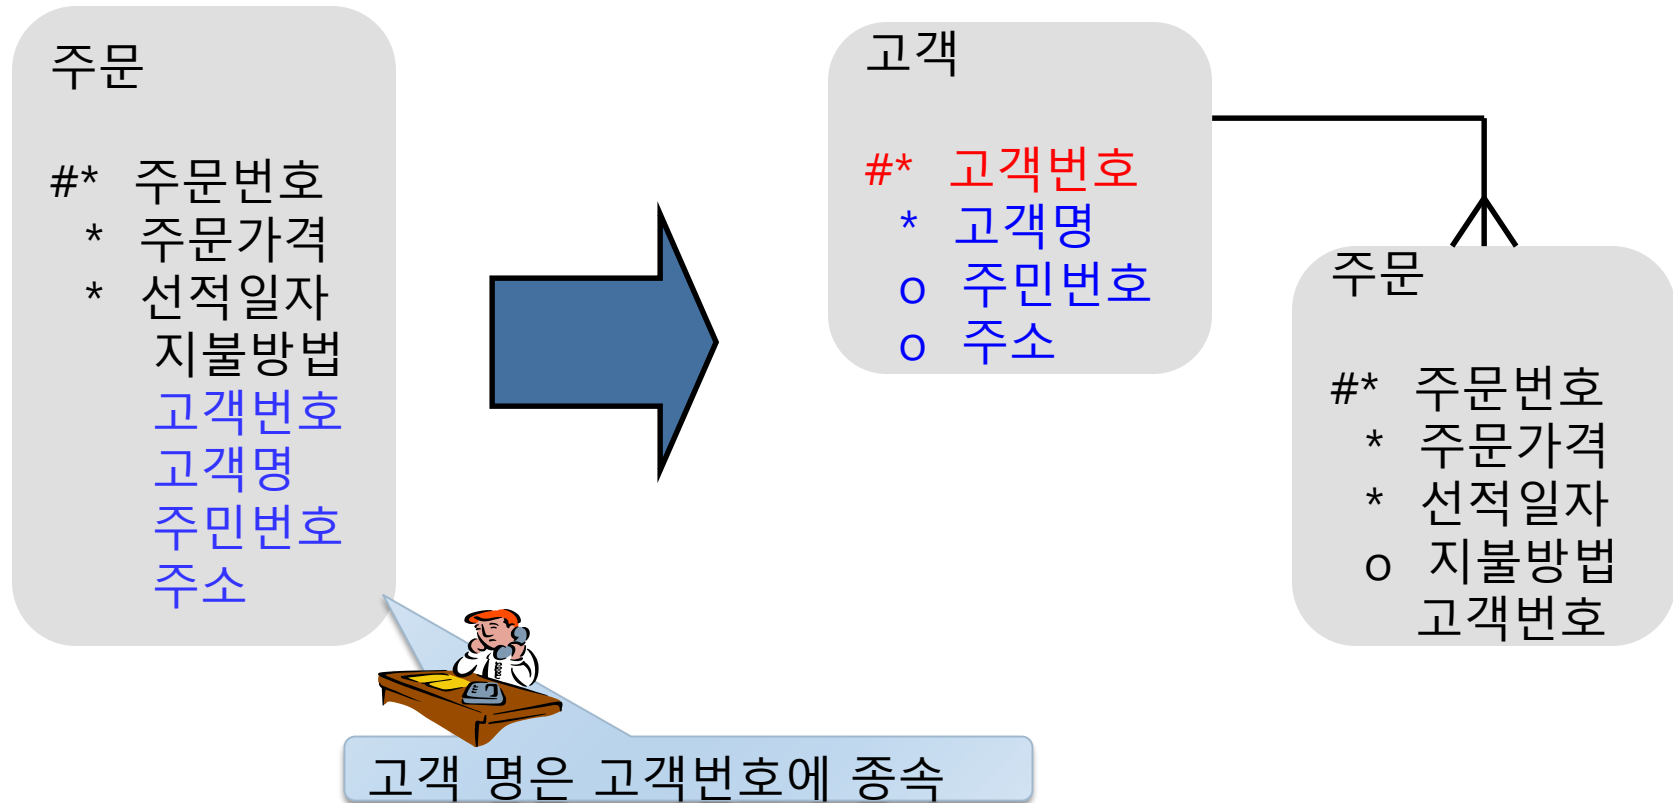 주문
#* 주문번호
* 주문가격
* 선적일자
지불방법
고객번호
고객명
주민번호
주소
고객
#* 고객번호
* 고객명
o 주민번호
o 주소
주문
#* 주문번호
* 주문가격
* 선적일자
o 지불방법
고객번호
고객 명은 고객번호에 종속